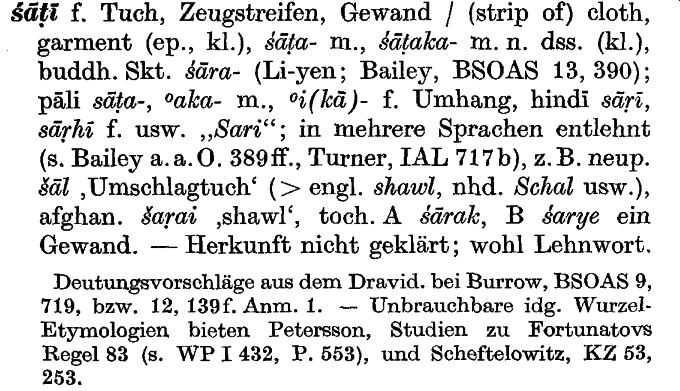 śāṭī f. Tuch, Zeugstreifen, Gewand / (strip of) cloth,
garment (ep., kl.), śāṭa- m., śāṭaka- m. n. dss. (kl.),
buddh. Skt. śāra- (Li-yen; Bailey, BSOAS 13, 390);
pāli sāṭa-, °aka- m., °i(kā)- f. Umhang, hindī sāṛī,
sāṛhī f. usw. ,,Sari“; in mehrere Sprachen entlehnt
(s. Bailey a. a. O. 389ff., Turner, IAL 717b), z. B. neup.
šāl ‚Umschlagtuch‘ (> engl. shawl, nhd. Schal usw.),
afghan. šaṛai ‚shawl‘, toch. A śārak, B śarye ein
Gewand. — Herkunft nicht geklärt; wohl Lehnwort.
Deutungsvorschläge aus dem Dravid. bei Burrow, BSOAS 9,
719, bzw. 12, 139f. Anm. 1. — Unbrauchbare idg. Wurzel-
Etymologien bieten Petersson, Studien zu Fortunatovs
Regel 83 (s. WP I 432, P. 553), und Scheftelowitz, KZ 53,
253.